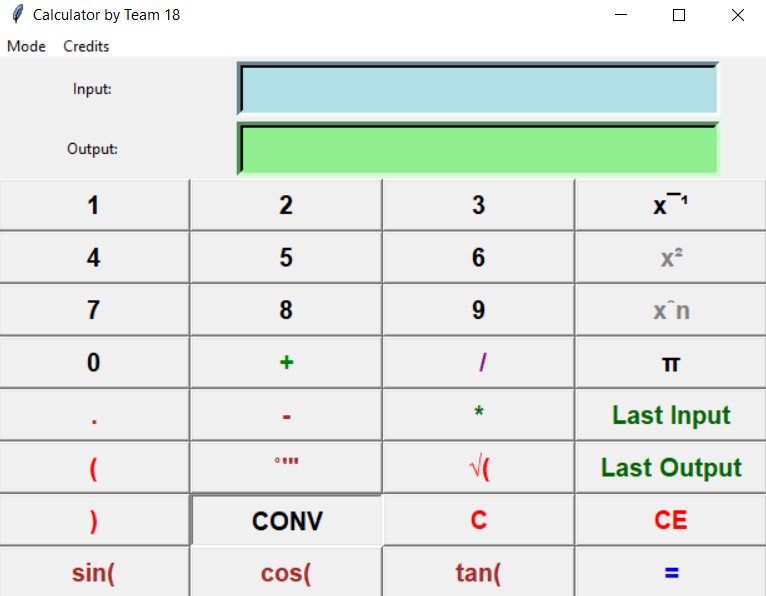 Calculator by Team 18
Mode Credits
Input:
Output:
1 2 3 x¯¹
4 5 6 x²
7 8 9 xˆn
0 + / π
. - * Last Input
( °''' √( Last Output
) CONV C CE
sin( cos( tan( =